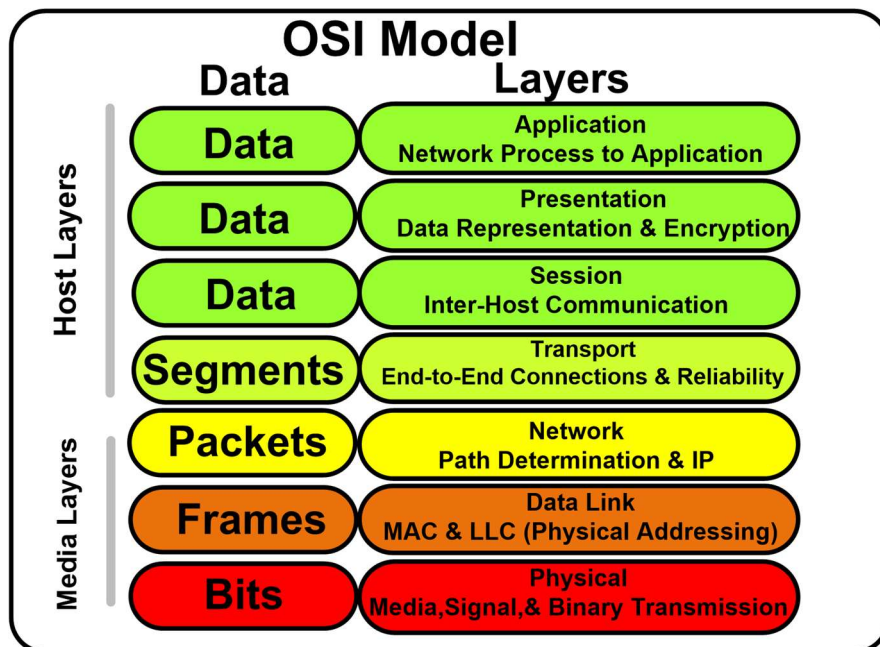 OSI Model
Data
Layers
Host Layers
Data
Application
Network Process to Application
Data
Presentation
Data Representation & Encryption
Data
Session
Inter-Host Communication
Segments
Transport
End-to-End Connections & Reliability
Media Layers
Packets
Network
Path Determination & IP
Frames
Data Link
MAC & LLC (Physical Addressing)
Bits
Physical
Media,Signal,& Binary Transmission